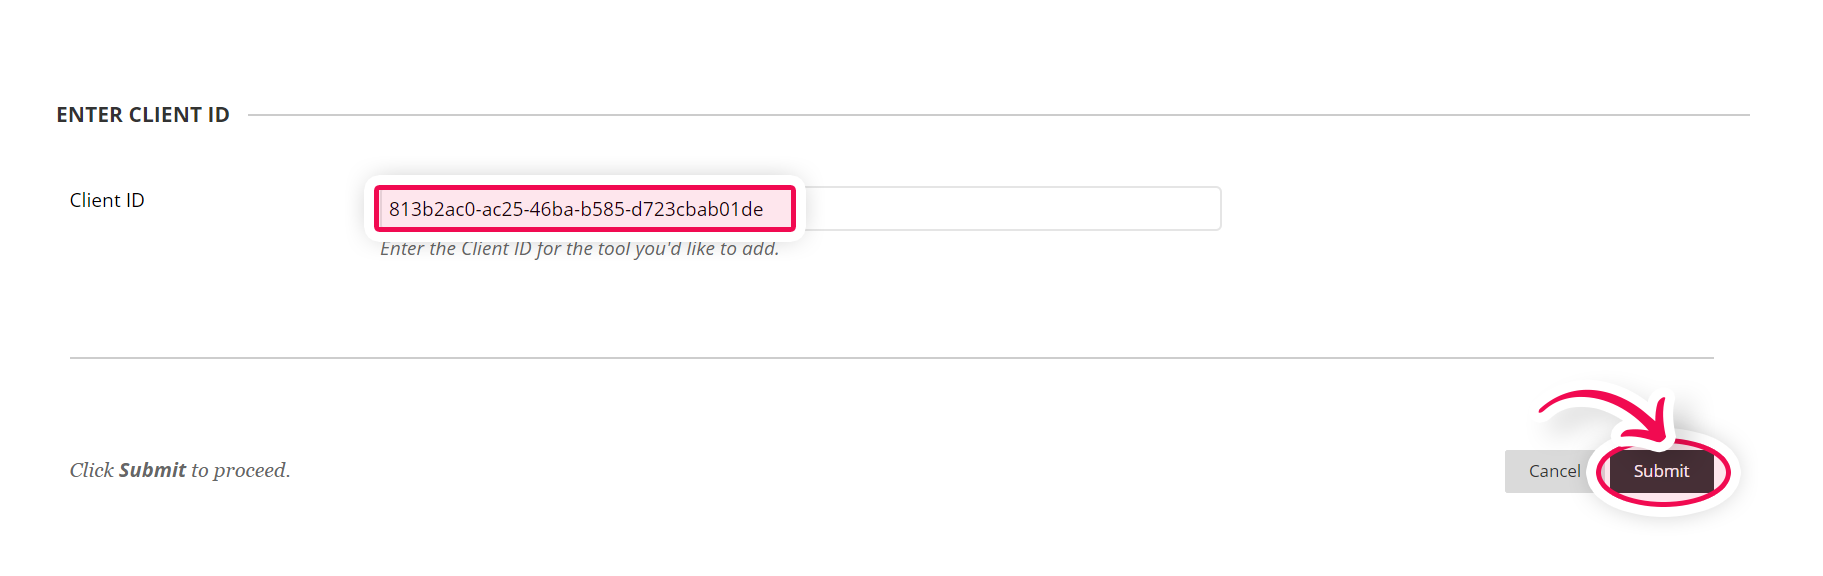 ENTER CLIENT ID
Client ID
813b2ac0-ac25-46ba-b585-d723cbab01de
Enter the Client ID for the tool you'd like to add.
Click Submit to proceed.
Cancel
Submit